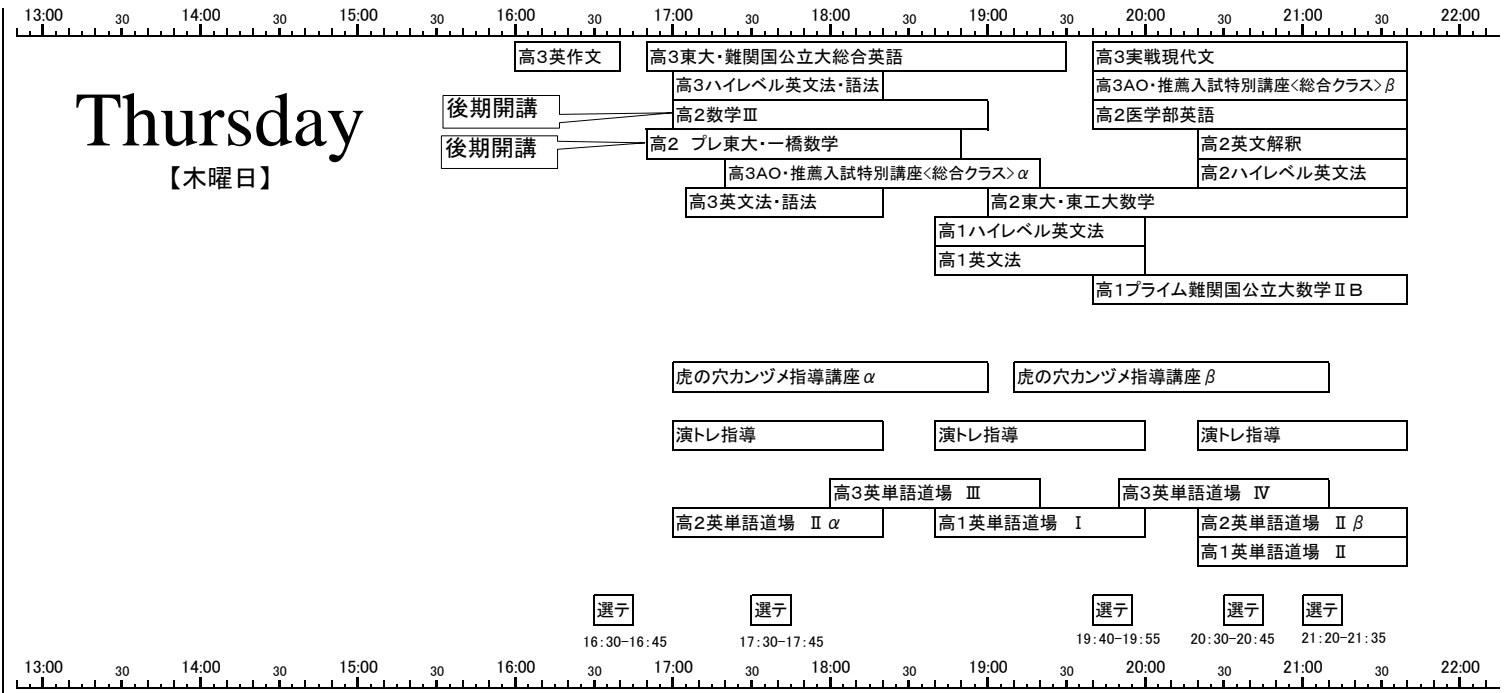 13:00 30 14:00 30 15:00 30 16:00 30 17:00 30 18:00 30 19:00 30 20:00 30 21:00 30 22:00
高3英作文 高3東大・難関国公立大総合英語 高3実戦現代文
高3ハイレベル英文法・語法 高3AO・推薦入試特別講座<総合クラス>β
Thursday
後期開講 高2数学Ⅲ 高2医学部英語
後期開講 高2 プレ東大・一橋数学 高2英文解釈
【木曜日】
高3AO・推薦入試特別講座<総合クラス>α 高2ハイレベル英文法
高3英文法・語法 高2東大・東工大数学
高1ハイレベル英文法
高1英文法
高1プライム難関国公立大数学ⅡB
虎の穴カンヅメ指導講座α 虎の穴カンヅメ指導講座β
演トレ指導 演トレ指導 演トレ指導
高3英単語道場 Ⅲ 高3英単語道場 Ⅳ
高2英単語道場 Ⅱα 高1英単語道場 Ⅰ 高2英単語道場 Ⅱβ
高1英単語道場 Ⅱ
選テ 選テ 選テ 選テ 選テ
16:30-16:45 17:30-17:45 19:40-19:55 20:30-20:45 21:20-21:35
13:00 30 14:00 30 15:00 30 16:00 30 17:00 30 18:00 30 19:00 30 20:00 30 21:00 30 22:00